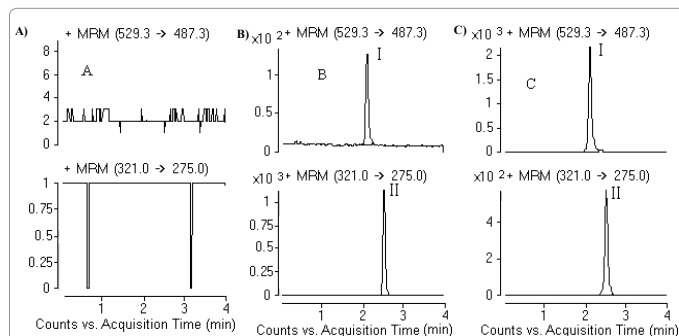 A)
+ MRM (529.3 → 487.3)
8
6
4
2
0
A
+ MRM (321.0 → 275.0)
1
0.75
0.5
0.25
0
1 2 3 4
Counts vs. Acquisition Time (min)
B)
x10 2 + MRM (529.3 → 487.3)
I
1
0.5
0
B
x10 3 + MRM (321.0 → 275.0)
II
1
0.75
0.5
0.25
0
1 2 3 4
Counts vs. Acquisition Time (min)
C)
x10 3 + MRM (529.3 → 487.3)
I
2
1.5
1
0.5
0
C
x10 2 + MRM (321.0 → 275.0)
II
4
2
0
1 2 3 4
Counts vs. Acquisition Time (min)